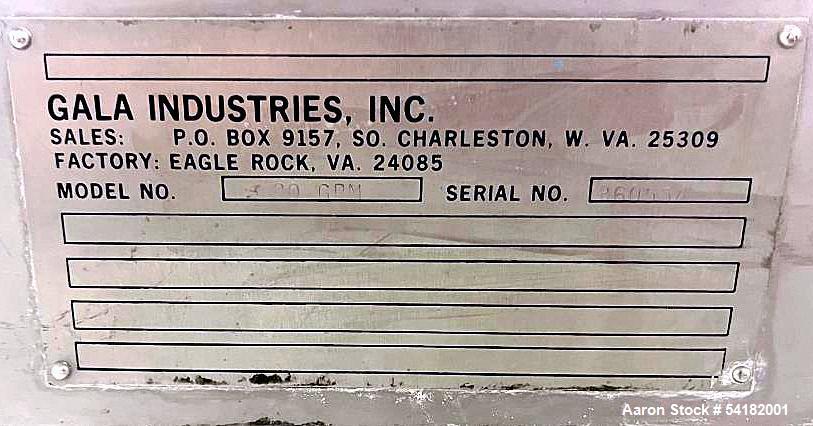 GALA INDUSTRIES, INC.
SALES: P.O. BOX 9157, SO. CHARLESTON, W. VA. 25309
FACTORY: EAGLE ROCK, VA. 24085
MODEL NO. GPM SERIAL NO.
Aaron Stock # 54182001